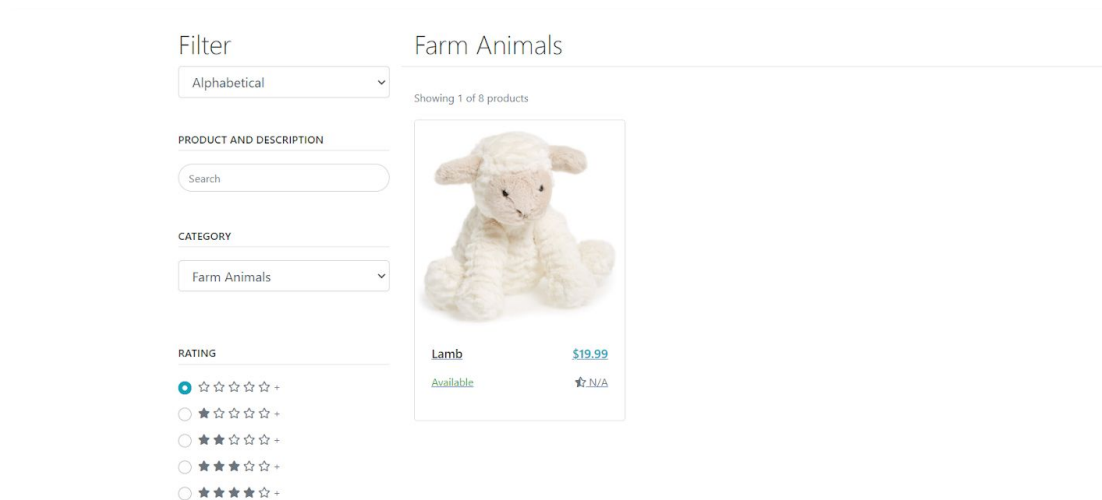 Filter
Alphabetical
PRODUCT AND DESCRIPTION
Search
CATEGORY
Farm Animals
RATING
+
+
+
+
+
Farm Animals
Showing 1 of 8 products
Lamb $19.99
Available N/A